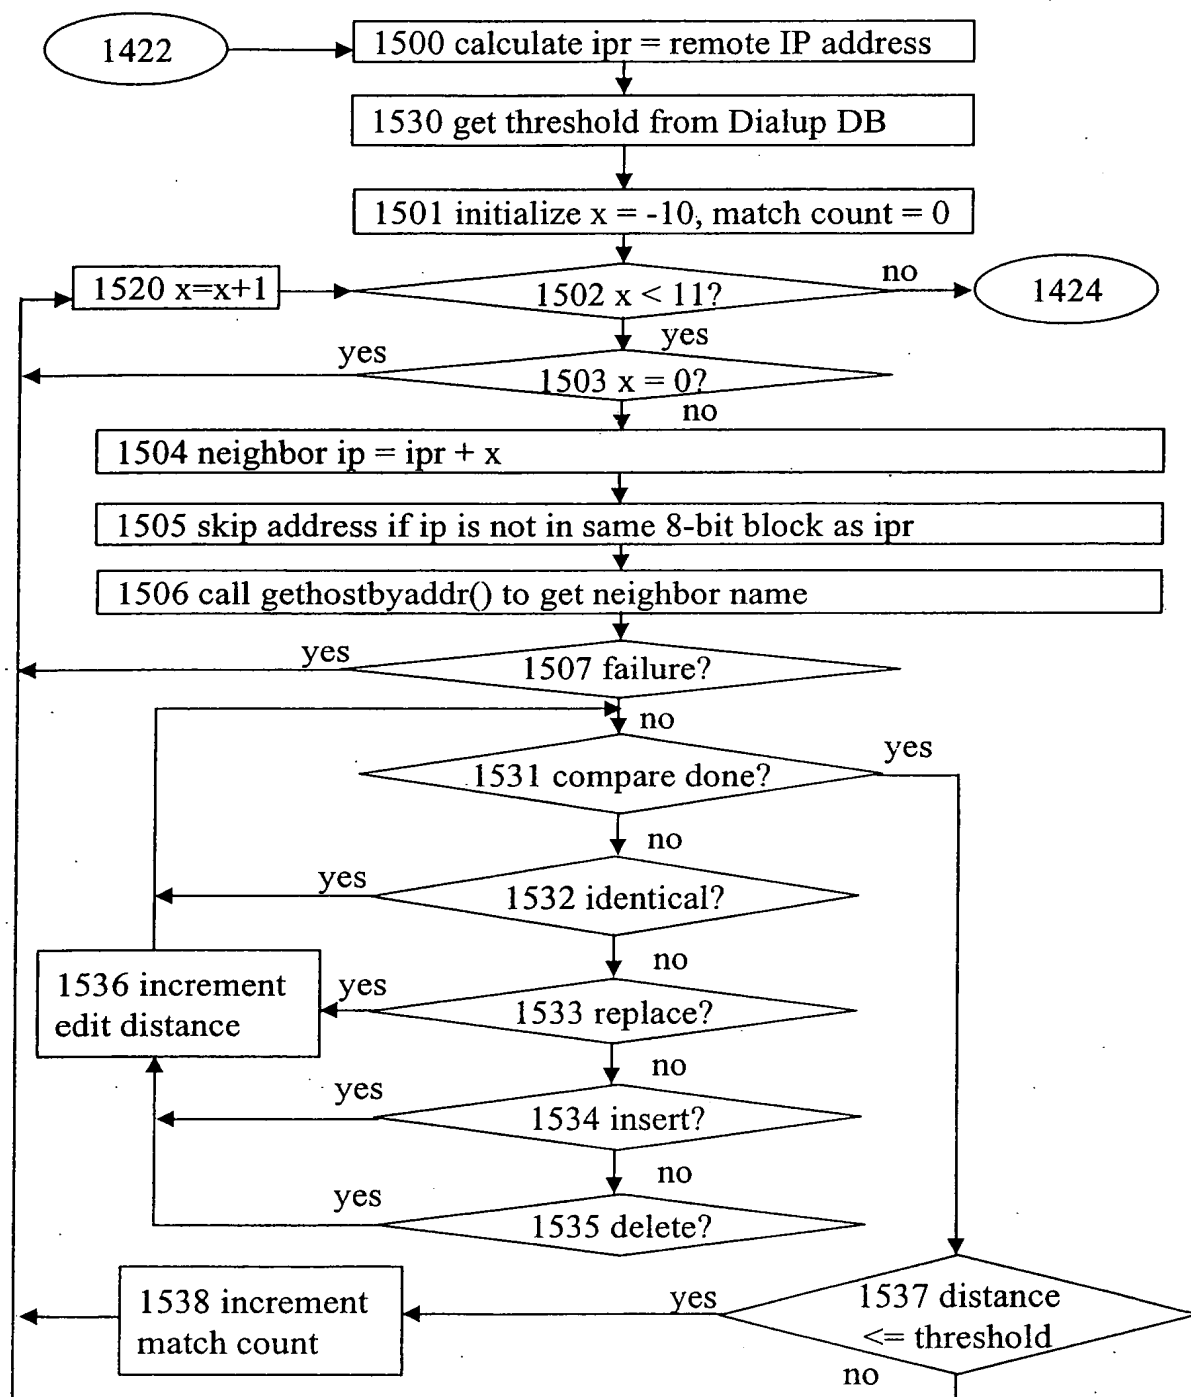 1422
1500 calculate ipr = remote IP address
1530 get threshold from Dialup DB
1501 initialize x = -10, match count = 0
1520 x=x+1
1502 x < 11?
no
1424
yes
yes
1503 x = 0?
no
1504 neighbor ip = ipr + x
1505 skip address if ip is not in same 8-bit block as ipr
1506 call gethostbyaddr() to get neighbor name
yes
1507 failure?
no
yes
1531 compare done?
no
yes
1532 identical?
no
1536 increment
edit distance
yes
1533 replace?
no
yes
1534 insert?
no
yes
1535 delete?
1538 increment
match count
yes
1537 distance
<= threshold
no